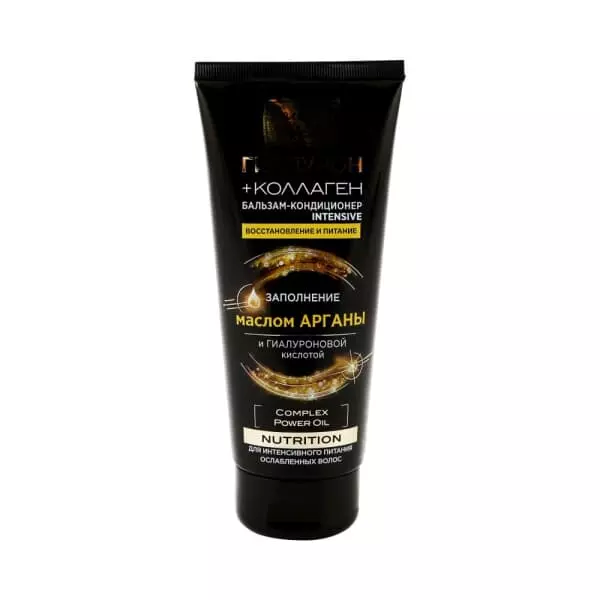 +КОЛЛАГЕН
БАЛЬЗАМ-КОНДИЦИОНЕР
INTENSIVE
ВОССТАНОВЛЕНИЕ И ПИТАНИЕ
ЗАПОЛНЕНИЕ
маслом АРГАНЫ
и ГИАЛУРОНОВОЙ
кислотой
COMPLEX
POWER OIL
NUTRITION
ДЛЯ ИНТЕНСИВНОГО ПИТАНИЯ
ОСЛАБЛЕННЫХ ВОЛОС